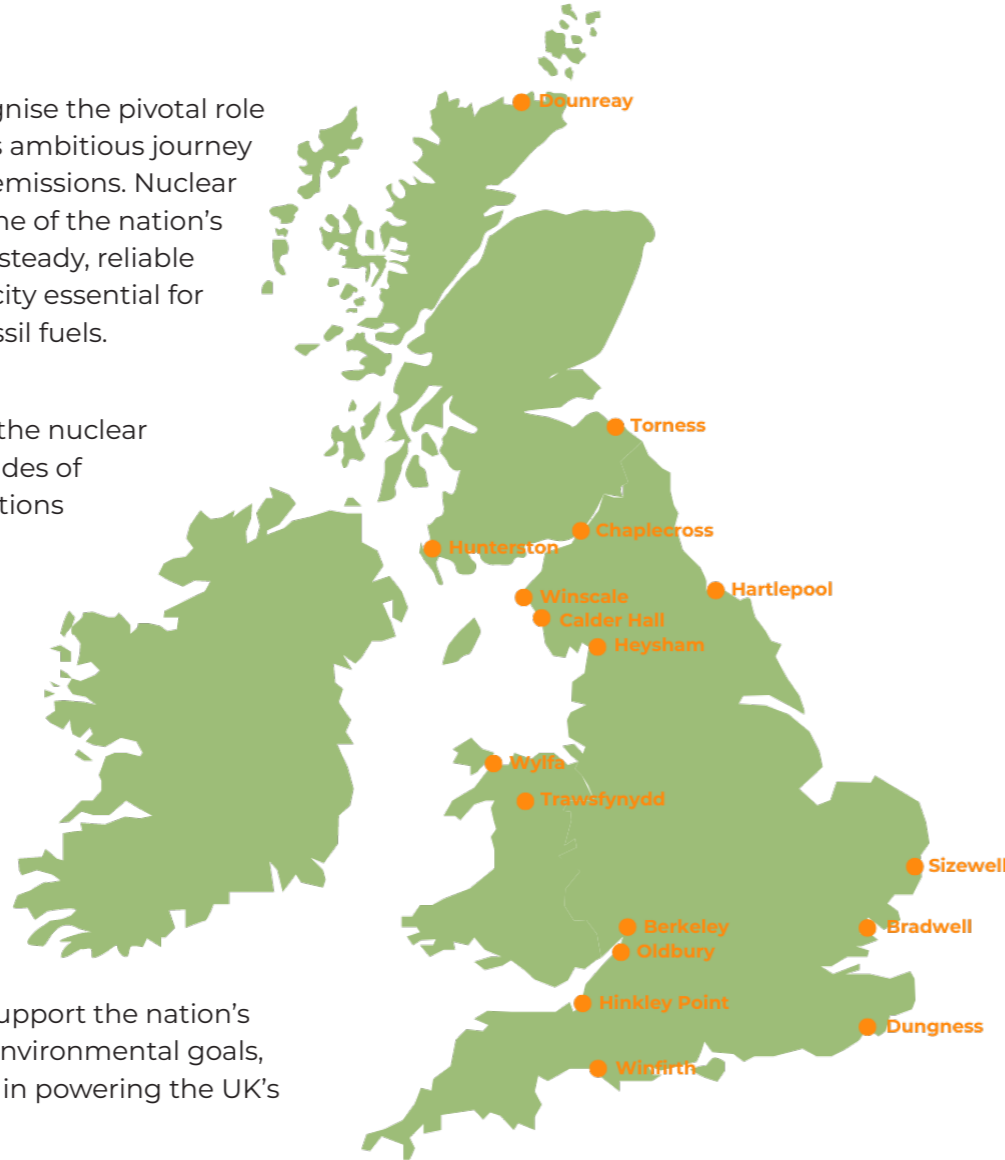 gnise the pivotal role
s ambitious journey
emissions. Nuclear
ne of the nation's
steady, reliable
city essential for
ssil fuels.
the nuclear
des of
tions
upport the nation's
nvironmental goals,
in powering the UK's
Dounreay
Torness
Chaplecross
Hunterston
Hartlepool
Winscale
Calder Hall
Heysham
Wylfa
Trawsfynydd
Sizewell
Berkeley
Bradwell
Oldbury
Hinkley Point
Dungness
Winfirth